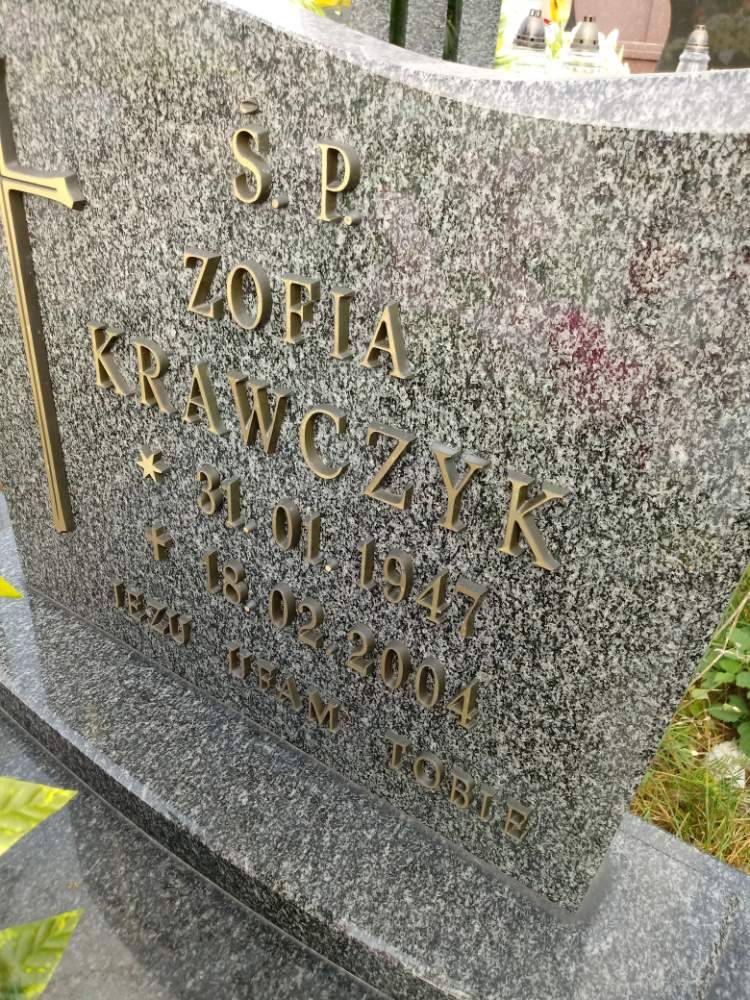 Ś. P.
ZOFIA
KRAWCZYK
* 31. 01. 1947
✝ 18. 02. 2004
JEZU UFAM TOBIE